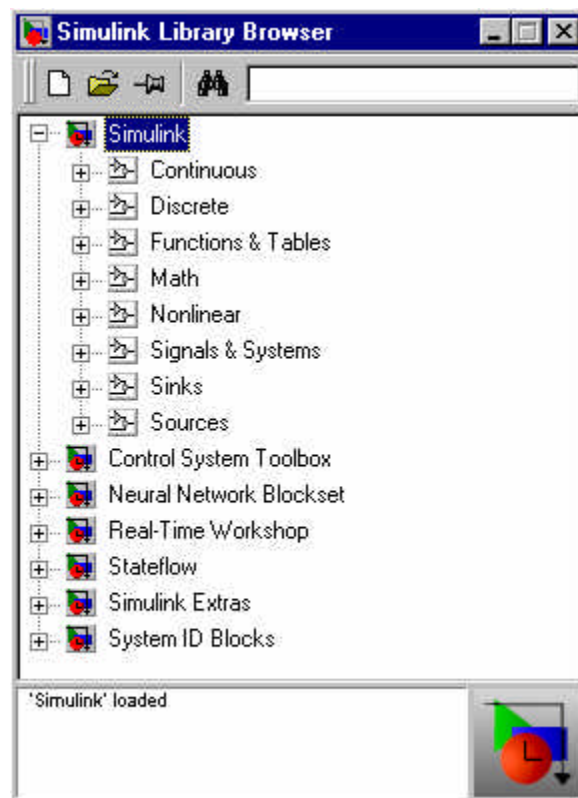 Simulink Library Browser
Simulink
Continuous
Discrete
Functions & Tables
Math
Nonlinear
Signals & Systems
Sinks
Sources
Control System Toolbox
Neural Network Blockset
Real-Time Workshop
Stateflow
Simulink Extras
System ID Blocks
'Simulink' loaded